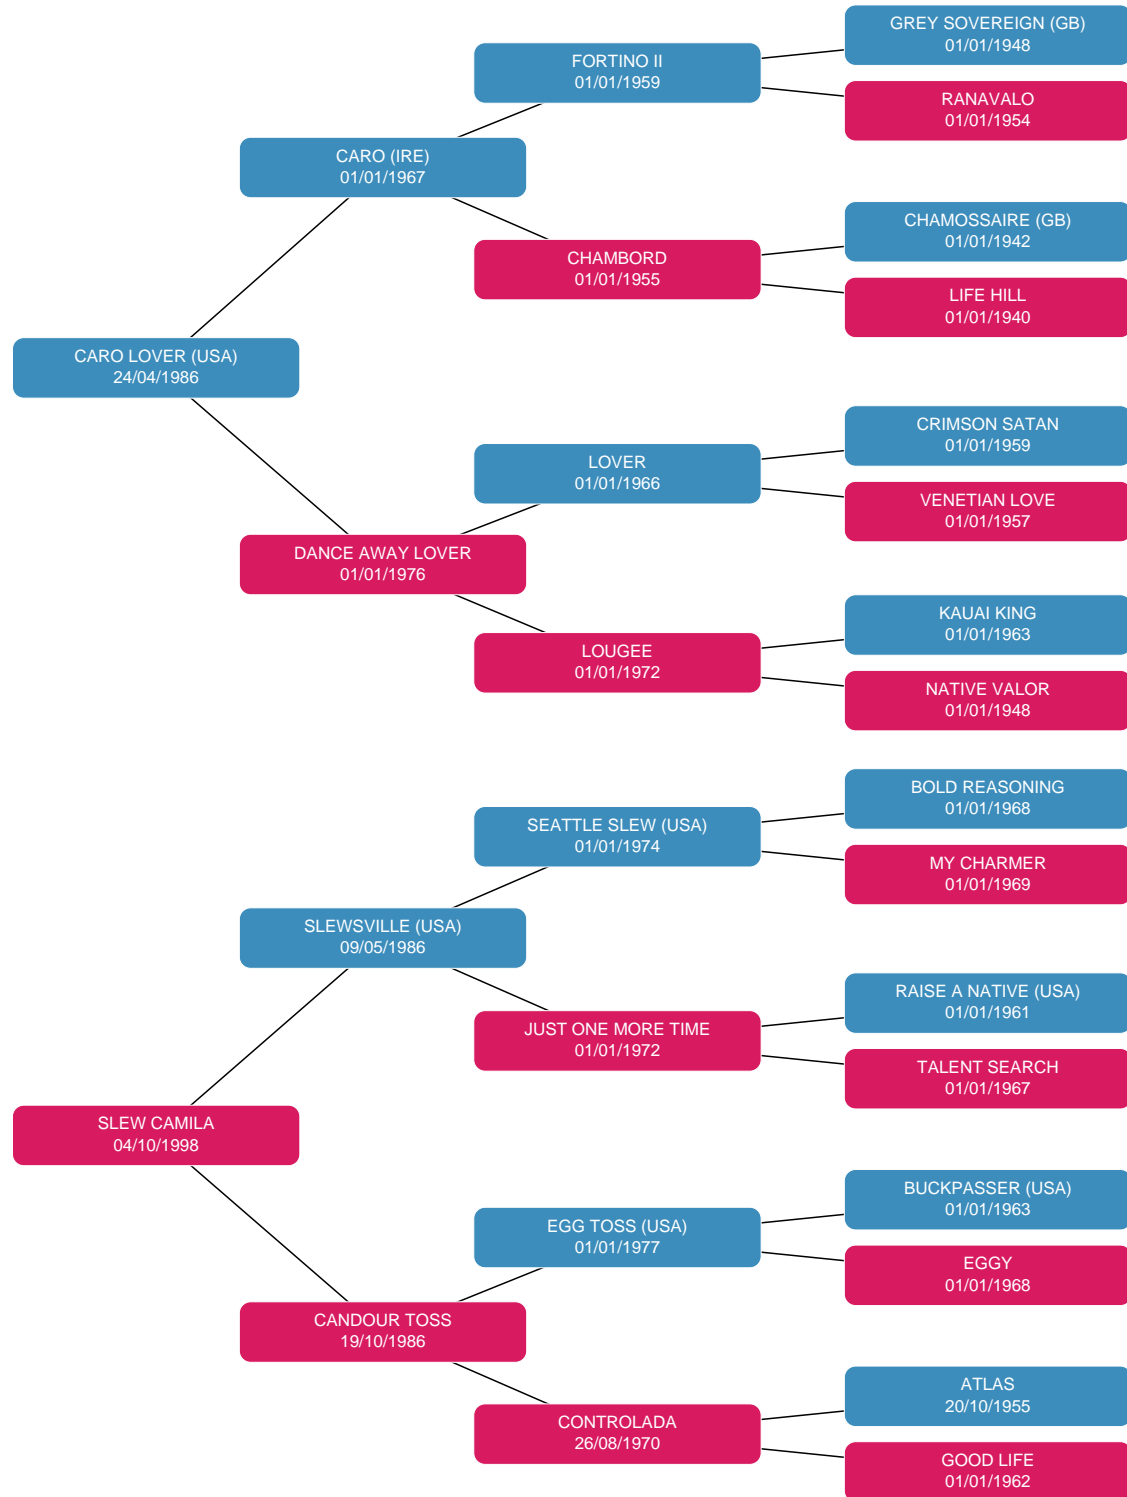 GREY SOVEREIGN (GB)
01/01/1948
FORTINO II
01/01/1959
RANAVALO
01/01/1954
CARO (IRE)
01/01/1967
CHAMOSSAIRE (GB)
01/01/1942
CHAMBORD
01/01/1955
LIFE HILL
01/01/1940
CARO LOVER (USA)
24/04/1986
CRIMSON SATAN
01/01/1959
LOVER
01/01/1966
VENETIAN LOVE
01/01/1957
DANCE AWAY LOVER
01/01/1976
KAUAI KING
01/01/1963
LOUGEE
01/01/1972
NATIVE VALOR
01/01/1948
BOLD REASONING
01/01/1968
SEATTLE SLEW (USA)
01/01/1974
MY CHARMER
01/01/1969
SLEWSVILLE (USA)
09/05/1986
RAISE A NATIVE (USA)
01/01/1961
JUST ONE MORE TIME
01/01/1972
TALENT SEARCH
01/01/1967
SLEW CAMILA
04/10/1998
BUCKPASSER (USA)
01/01/1963
EGG TOSS (USA)
01/01/1977
EGGY
01/01/1968
CANDOUR TOSS
19/10/1986
ATLAS
20/10/1955
CONTROLADA
26/08/1970
GOOD LIFE
01/01/1962